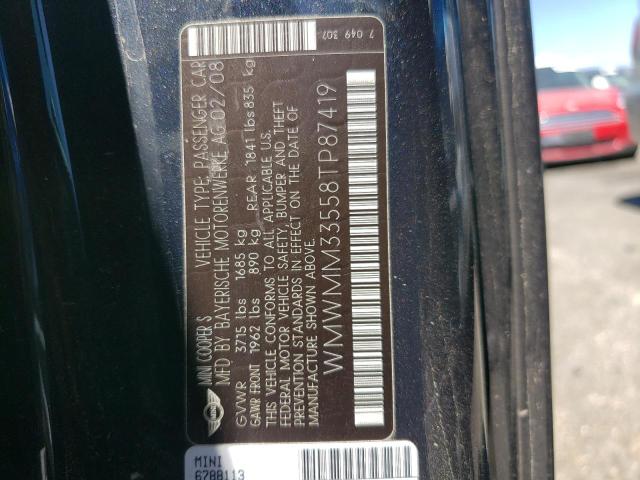 MINI COOPER S VEHICLE TYPE: PASSENGER CAR
MFD BY BAYERISCHE MOTORENWERKE AG 02/08
GVWR 3715 lbs 1685 kg
GAWR FRONT 1962 lbs 890 kg REAR 1841 lbs 835 kg
THIS VEHICLE CONFORMS TO ALL APPLICABLE U.S.
FEDERAL MOTOR VEHICLE SAFETY, BUMPER AND THEFT
PREVENTION STANDARDS IN EFFECT ON THE DATE OF
MANUFACTURE SHOWN ABOVE.
WMWMM33558TP87419
7 049 307
MINI
6788113